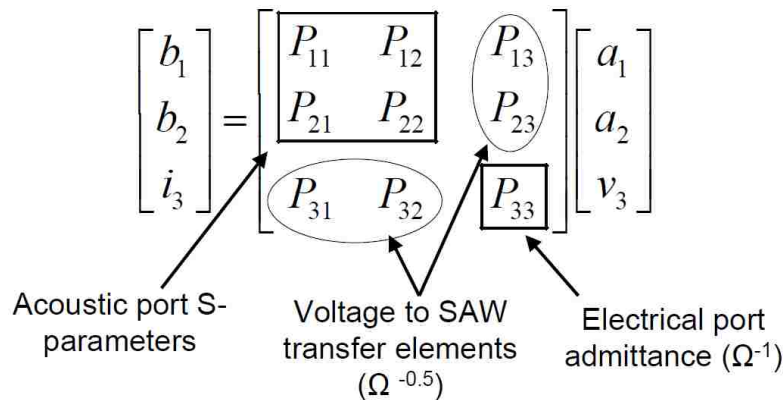 [b₁ b₂ i₃] = [P₁₁ P₁₂ P₁₃
P₂₁ P₂₂ P₂₃
P₃₁ P₃₂ P₃₃] [a₁ a₂ v₃]
Acoustic port S-
parameters
Voltage to SAW
transfer elements
(Ω ⁻⁰·⁵)
Electrical port
admittance (Ω⁻¹)